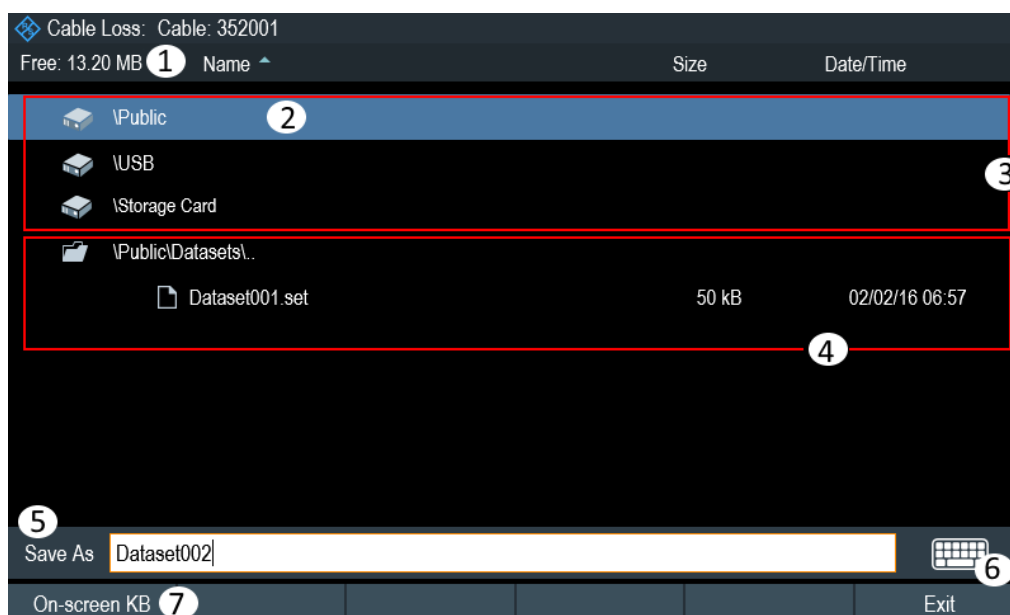 Cable Loss: Cable: 352001
Free: 13.20 MB 1 Name Size Date/Time
\Public 2
\USB
3
\Storage Card
\Public\Datasets\..
Dataset001.set 50 kB 02/02/16 06:57
4
5
Save As Dataset002
6
On-screen KB 7 Exit